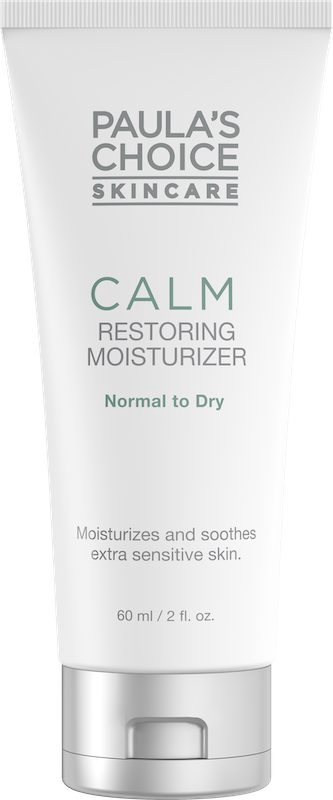 PAULA'S
CHOICE
SKINCARE
CALM
RESTORING
MOISTURIZER
Normal to Dry
Moisturizes and soothes
extra sensitive skin.
60 ml / 2 fl. oz.